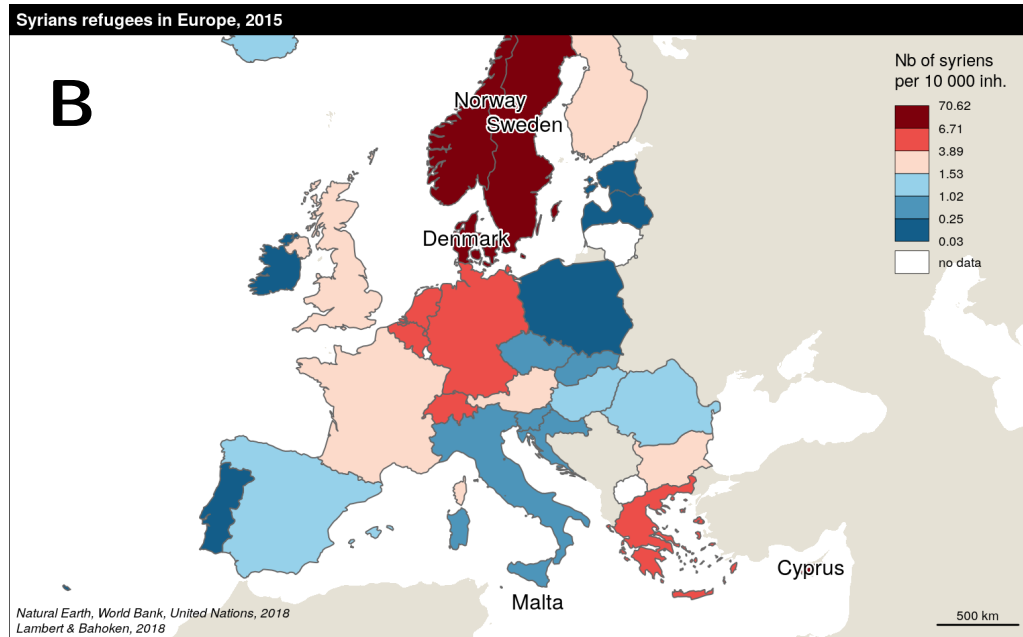 Syrians refugees in Europe, 2015
B
Nb of syriens
per 10 000 inh.
70.62
6.71
3.89
1.53
1.02
0.25
0.03
no data
Norway
Sweden
Denmark
Cyprus
Malta
Natural Earth, World Bank, United Nations, 2018
Lambert & Bahoken, 2018
500 km